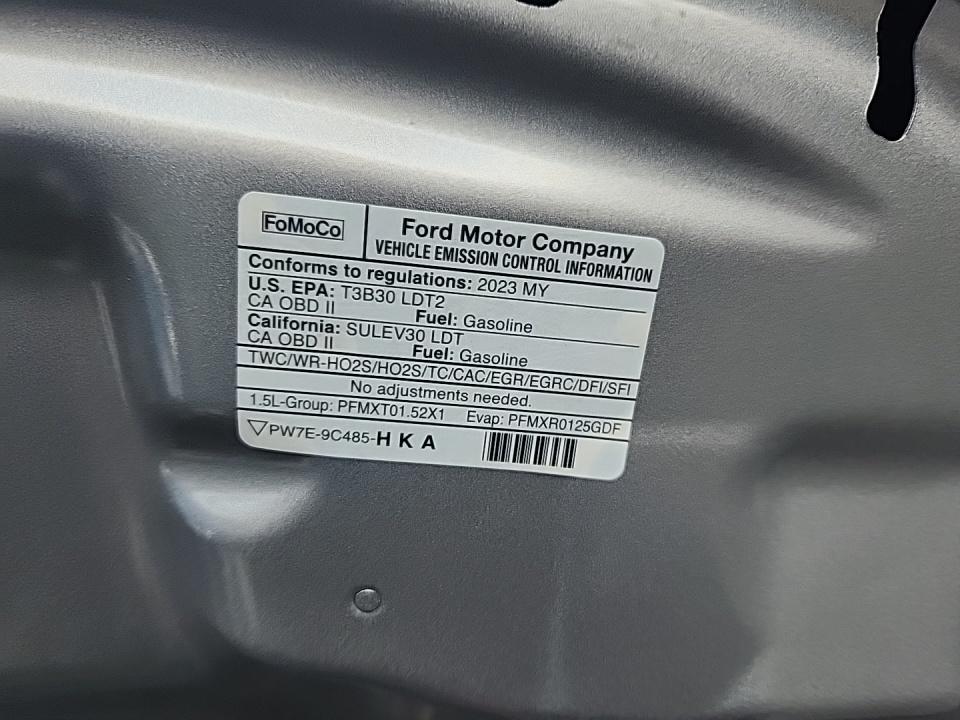 FoMoCo
Ford Motor Company
VEHICLE EMISSION CONTROL INFORMATION
Conforms to regulations: 2023 MY
U.S. EPA: T3B30 LDT2
CA OBD II Fuel: Gasoline
California: SULEV30 LDT
CA OBD II Fuel: Gasoline
TWC/WR-HO2S/HO2S/TC/CAC/EGR/EGRC/DFI/SFI
No adjustments needed.
1.5L-Group: PFMXT01.52X1 Evap: PFMXR0125GDF
PW7E-9C485-HKA